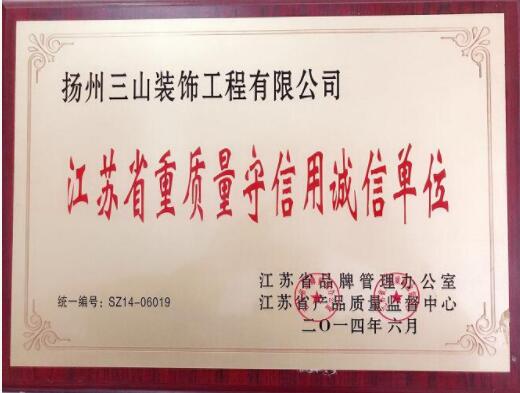 扬州三山装饰工程有限公司
江苏省重质量守信用诚信单位
江苏省品牌管理办公室
统一编号：SZ14-06019
江苏省产品质量监督中心
二〇一四年六月